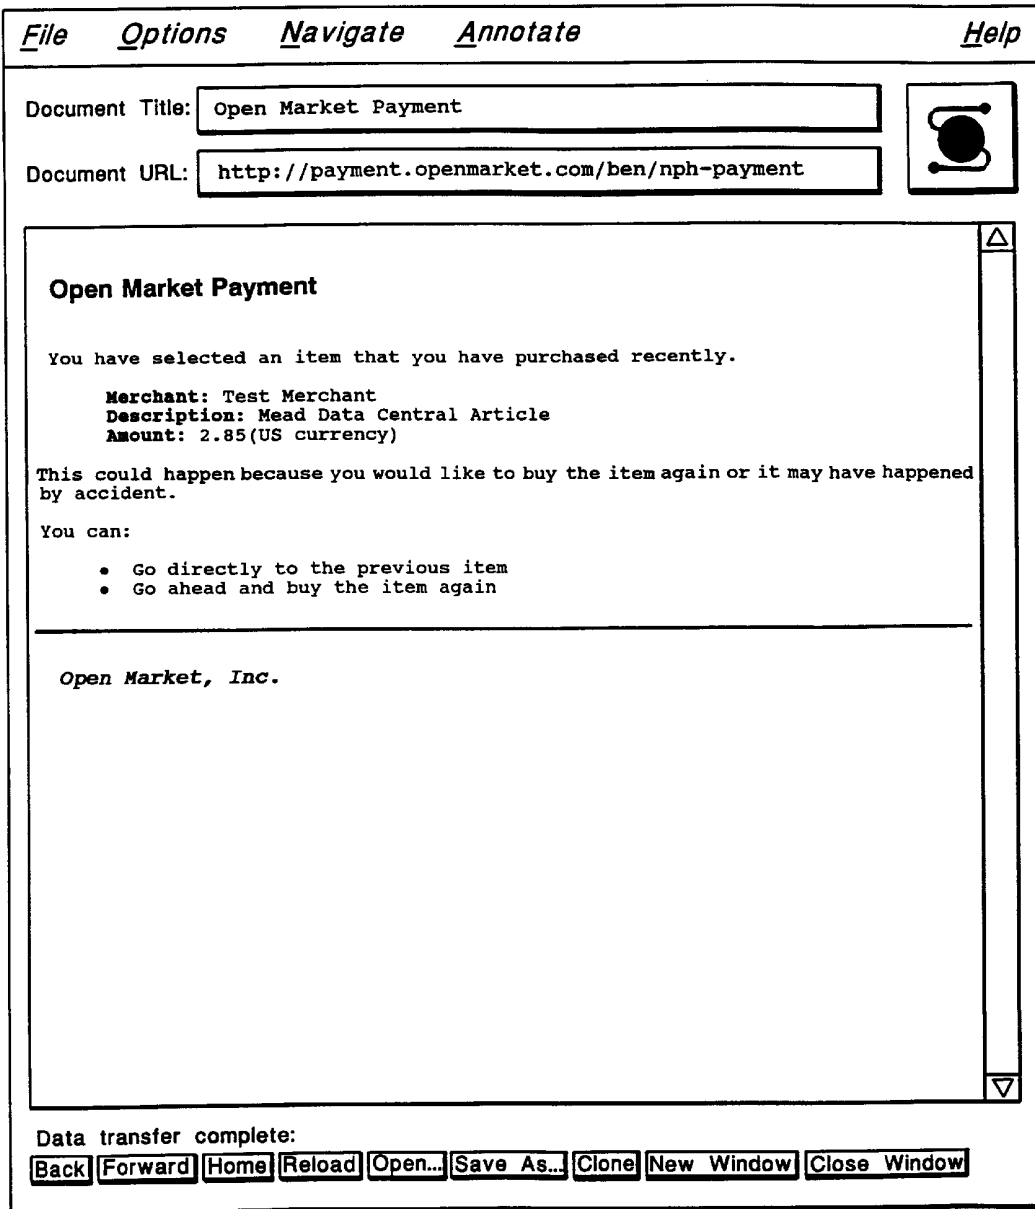 File Options Navigate Annotate Help
Document Title: Open Market Payment
Document URL: http://payment.openmarket.com/ben/nph-payment
Open Market Payment
You have selected an item that you have purchased recently.
Merchant: Test Merchant
Description: Mead Data Central Article
Amount: 2.85(US currency)
This could happen because you would like to buy the item again or it may have happened
by accident.
You can:
• Go directly to the previous item
• Go ahead and buy the item again
Open Market, Inc.
Data transfer complete:
Back Forward Home Reload Open... Save As... Clone New Window Close Window